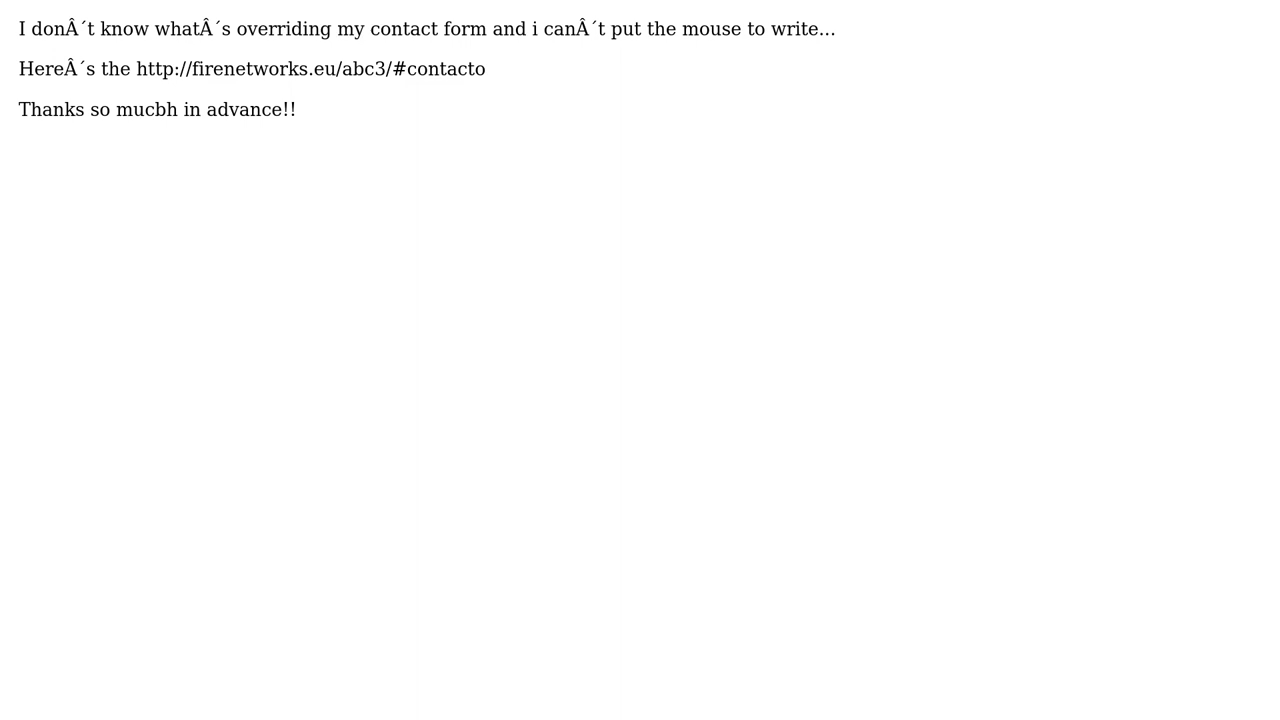 I donÂ´t know whatÂ´s overriding my contact form and i canÂ´t put the mouse to write...
HereÂ´s the http://firenetworks.eu/abc3/#contacto
Thanks so mucbh in advance!!